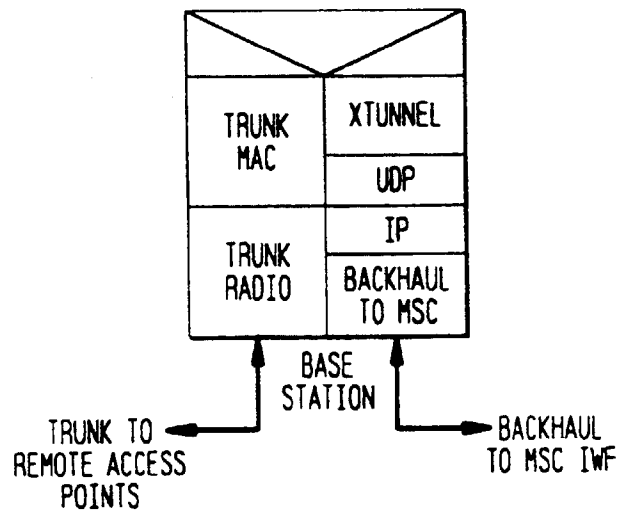 TRUNK
MAC
XTUNNEL
UDP
TRUNK
RADIO
IP
BACKHAUL
TO MSC
BASE
STATION
TRUNK TO
REMOTE ACCESS
POINTS
BACKHAUL
TO MSC IWF